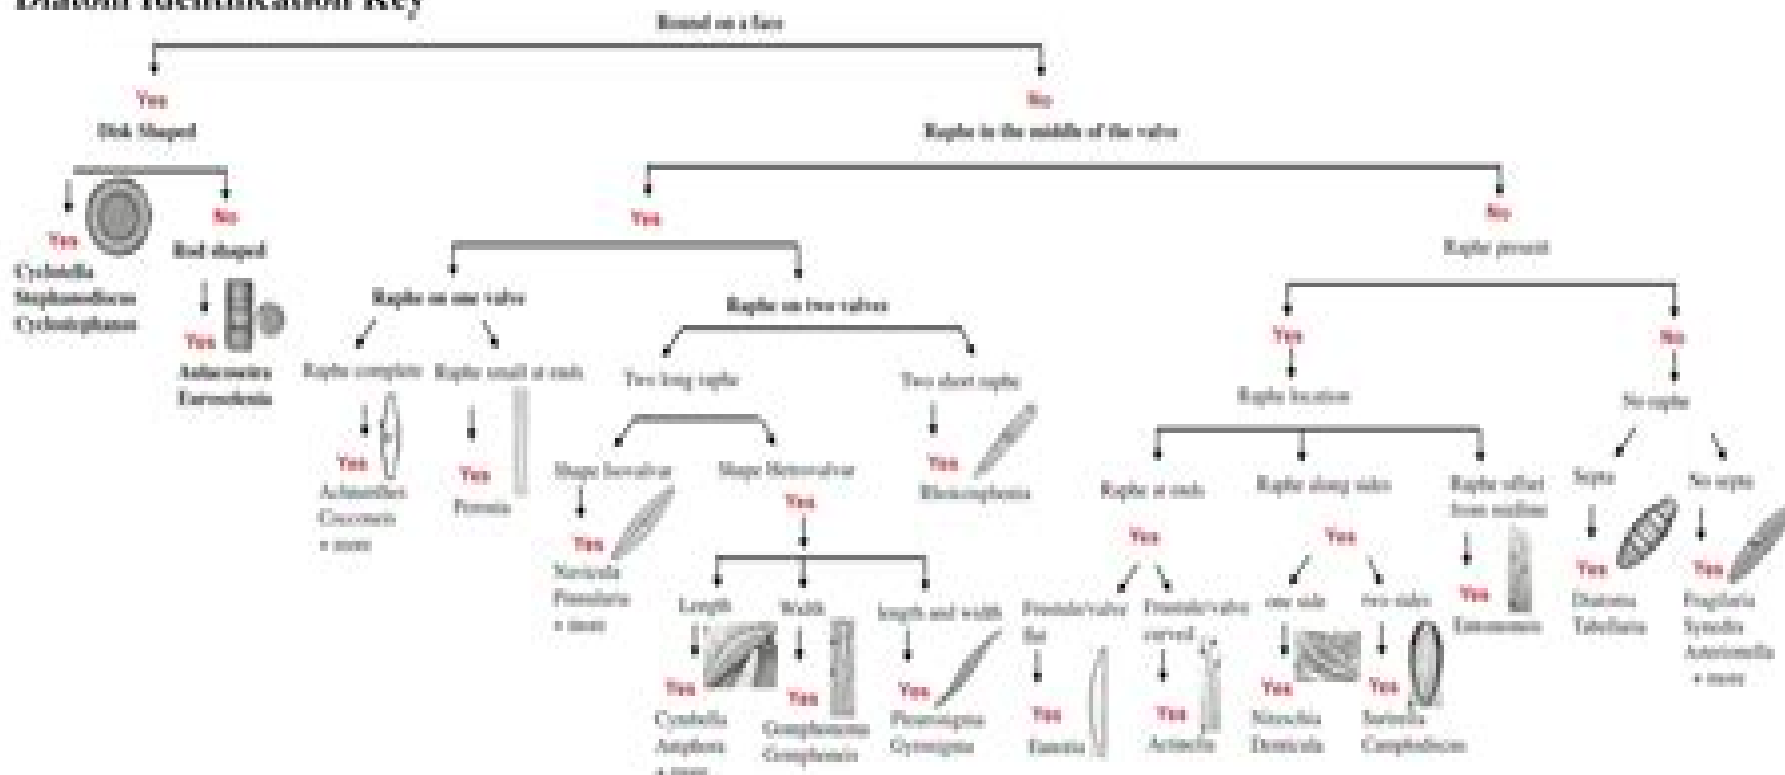 Diatom Identification Key
Round on a face
Yes
No
Disk Shaped
Raphe in the middle of the valve
Yes
No
Rod shaped
Yes
No
Raphe present
Cyclotella
Stephanodiscus
Cyclostephanos
Yes
Aulacoseira
Raphe on one valve
Raphe on two valves
Yes
No
Raphe complete
Raphe small at ends
Two long raphe
Two short raphe
Raphe location
No raphe
Yes
Achnanthes
Cocconeis
+ more
Yes
Peronia
Shape Isovalvar
Shape Heterovalvar
Yes
Rhoicosphenia
Raphe at ends
Raphe along sides
Raphe offset
from midline
Septa
No septa
Yes
Navicula
Pinnularia
+ more
Yes
Yes
Yes
Yes
Entomoneis
Yes
Diatoma
Tabellaria
Yes
Fragilaria
Synedra
Asterionella
+ more
Length
Width
length and width
Frustule/valve
flat
Frustule/valve
curved
one side
two sides
Yes
Cymbella
Amphora
+ more
Yes
Gomphonema
Gomphoneis
Yes
Pleurosigma
Gyrosigma
Yes
Eunotia
Yes
Actinella
Yes
Nitzschia
Denticula
Yes
Surirella
Campylodiscus